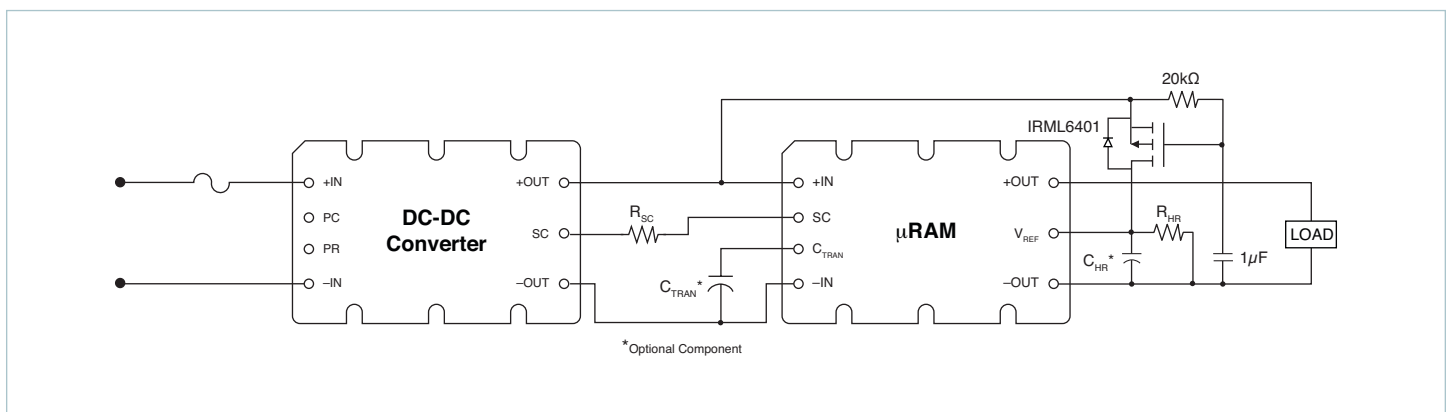 20kΩ
IRML6401
+IN
PC
PR
–IN
DC-DC
Converter
+OUT
SC
–OUT
R_SC
C_TRAN*
*Optional Component
+IN
SC
C_TRAN
–IN
µRAM
+OUT
V_REF
–OUT
R_HR
C_HR*
1µF
LOAD